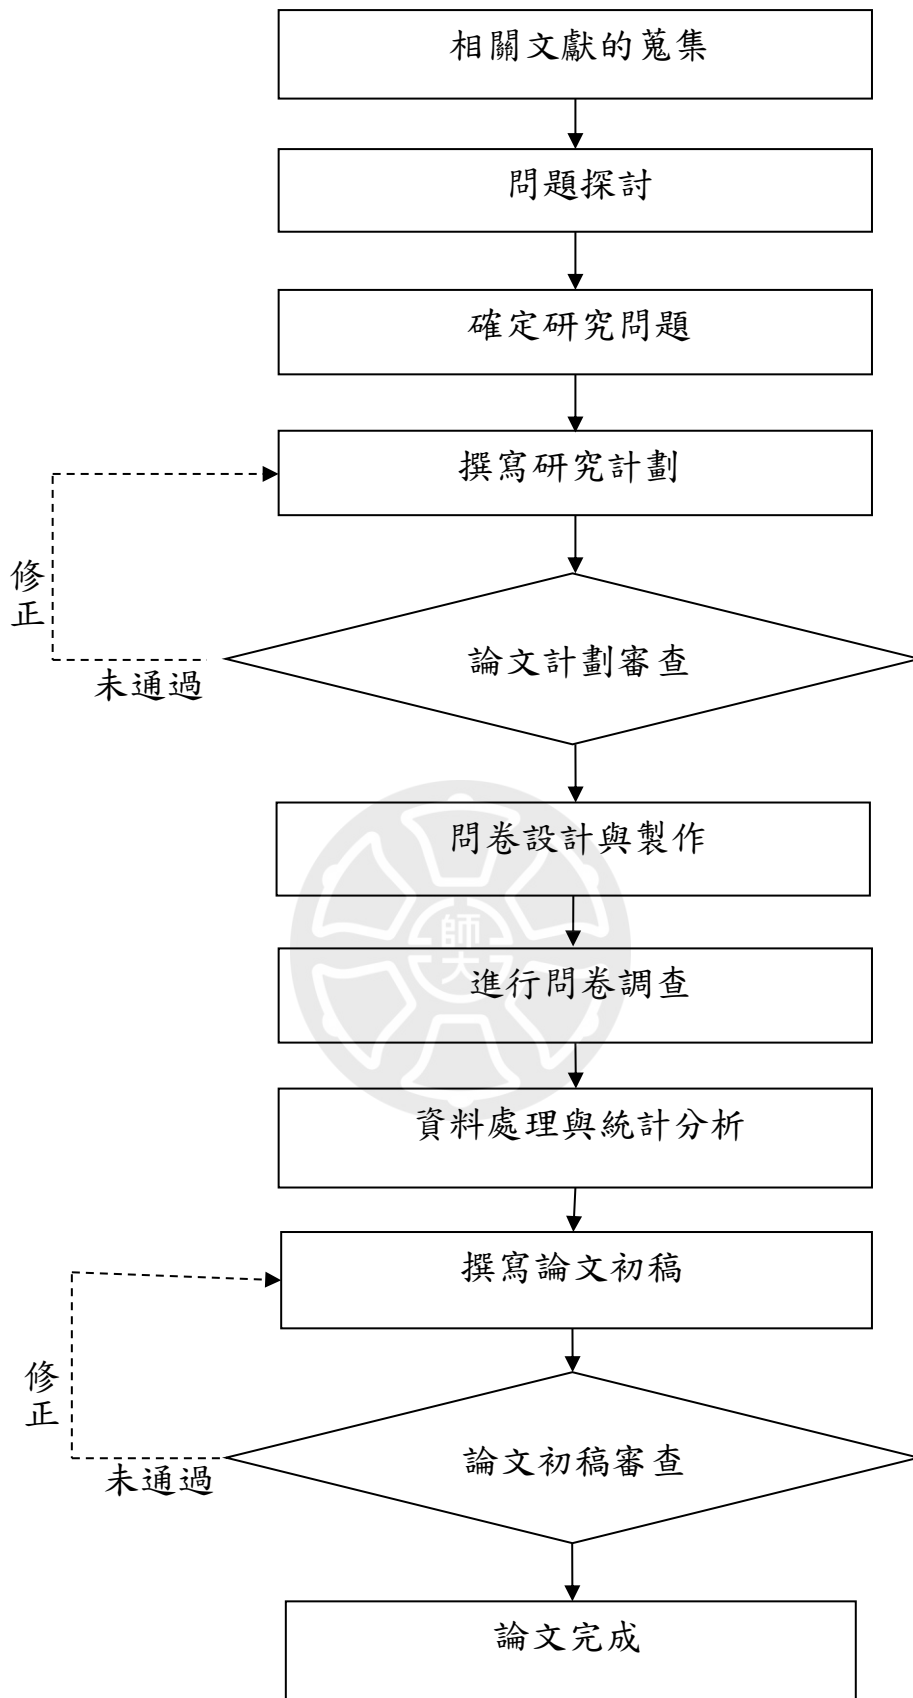 相關文獻的蒐集
問題探討
確定研究問題
撰寫研究計劃
修正
論文計劃審查
未通過
問卷設計與製作
師大
進行問卷調查
資料處理與統計分析
撰寫論文初稿
修正
論文初稿審查
未通過
論文完成